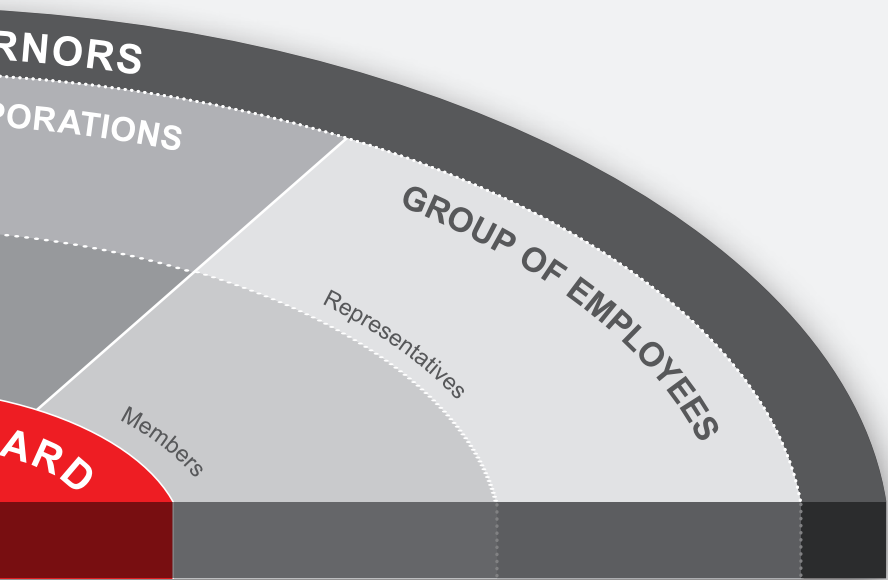 RNORS
PORATIONS
GROUP OF EMPLOYEES
Representatives
Members
ARD